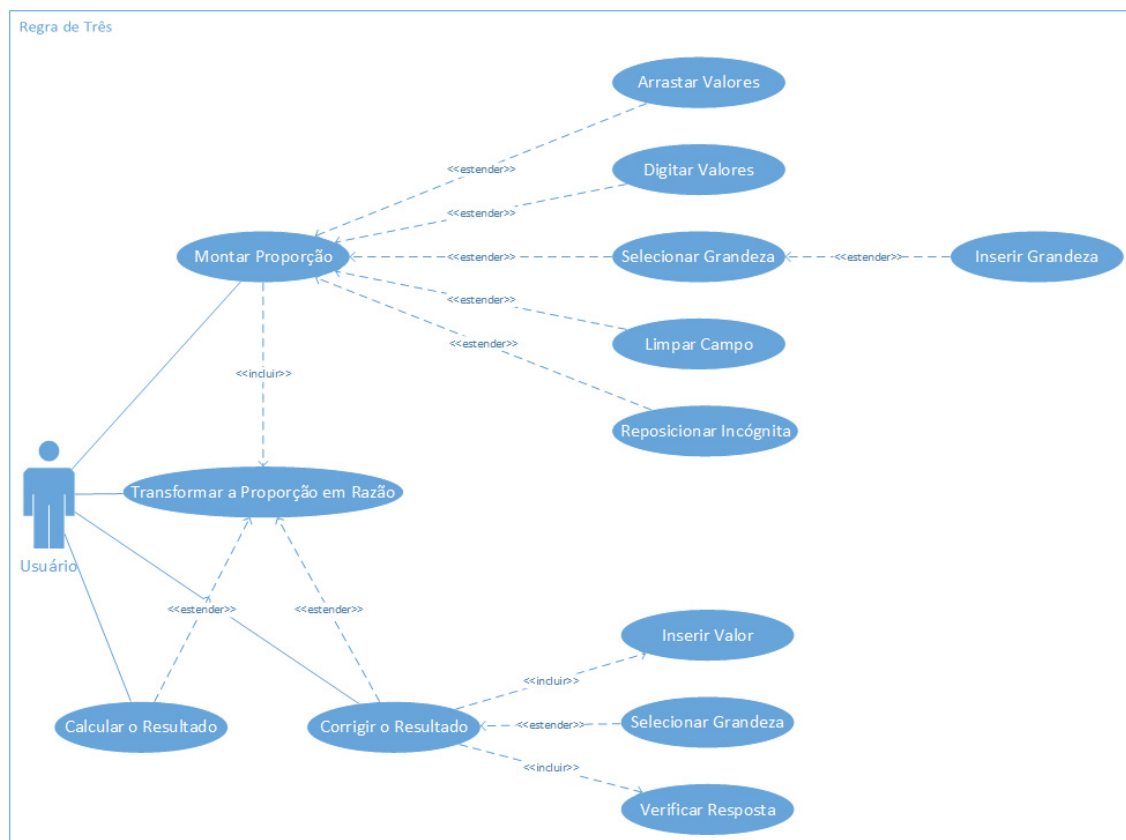 Regra de Três
Arrastar Valores
<<estender>>
Digitar Valores
<<estender>>
Montar Proporção
<<estender>>
Selecionar Grandeza
<<estender>>
Inserir Grandeza
<<estender>>
Limpar Campo
<<estender>>
<<incluir>>
Reposicionar Incógnita
Transformar a Proporção em Razão
Usuário
<<estender>>
<<estender>>
Inserir Valor
<<incluir>>
Calcular o Resultado
Corrigir o Resultado
<<estender>>
Selecionar Grandeza
<<incluir>>
Verificar Resposta